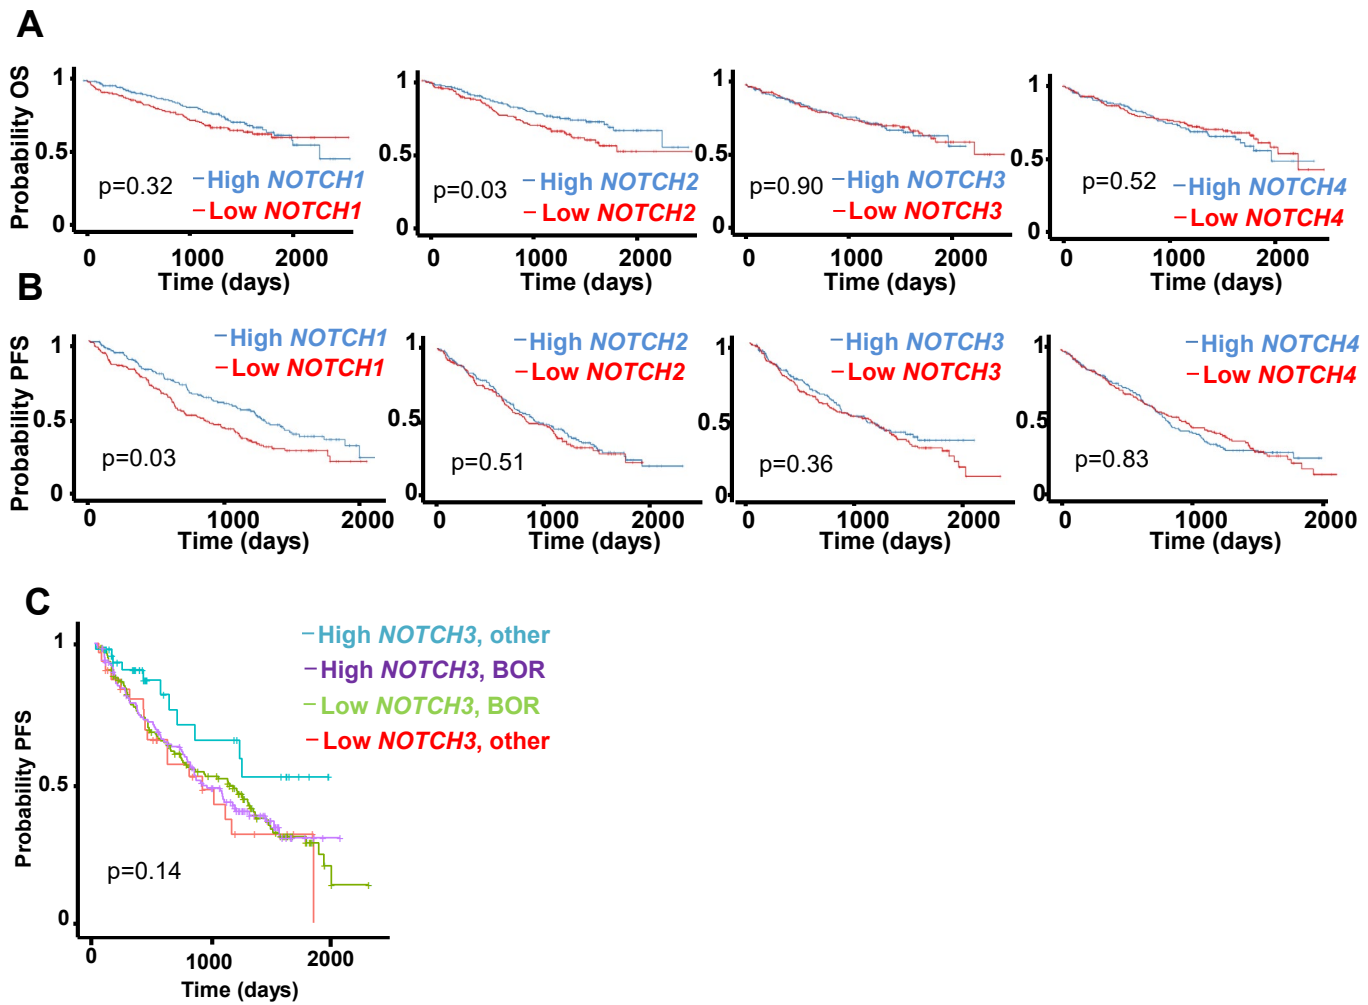 A
Probability OS
1
0.5
0
p=0.32
High NOTCH1
Low NOTCH1
0 1000 2000
Time (days)
1
0.5
0
p=0.03
High NOTCH2
Low NOTCH2
0 1000 2000
Time (days)
1
0.5
0
p=0.90
High NOTCH3
Low NOTCH3
0 1000 2000
Time (days)
1
0.5
0
p=0.52
High NOTCH4
Low NOTCH4
0 1000 2000
Time (days)
B
Probability PFS
1
0.5
0
p=0.03
High NOTCH1
Low NOTCH1
0 1000 2000
Time (days)
1
0.5
0
p=0.51
High NOTCH2
Low NOTCH2
0 1000 2000
Time (days)
1
0.5
0
p=0.36
High NOTCH3
Low NOTCH3
0 1000 2000
Time (days)
1
0.5
0
p=0.83
High NOTCH4
Low NOTCH4
0 1000 2000
Time (days)
C
Probability PFS
1
0.5
0
p=0.14
High NOTCH3, other
High NOTCH3, BOR
Low NOTCH3, BOR
Low NOTCH3, other
0 1000 2000
Time (days)